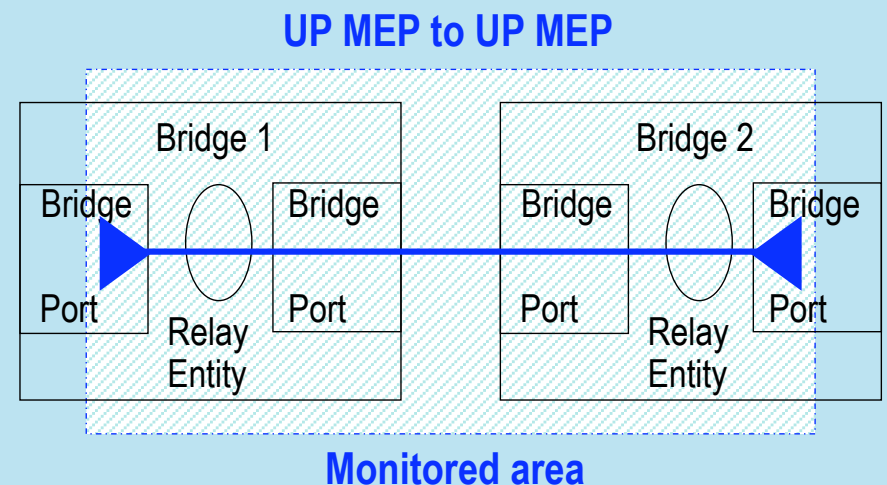 UP MEP to UP MEP
Bridge 1
Bridge
Port
Relay
Entity
Bridge
Port
Bridge 2
Bridge
Port
Relay
Entity
Bridge
Port
Monitored area